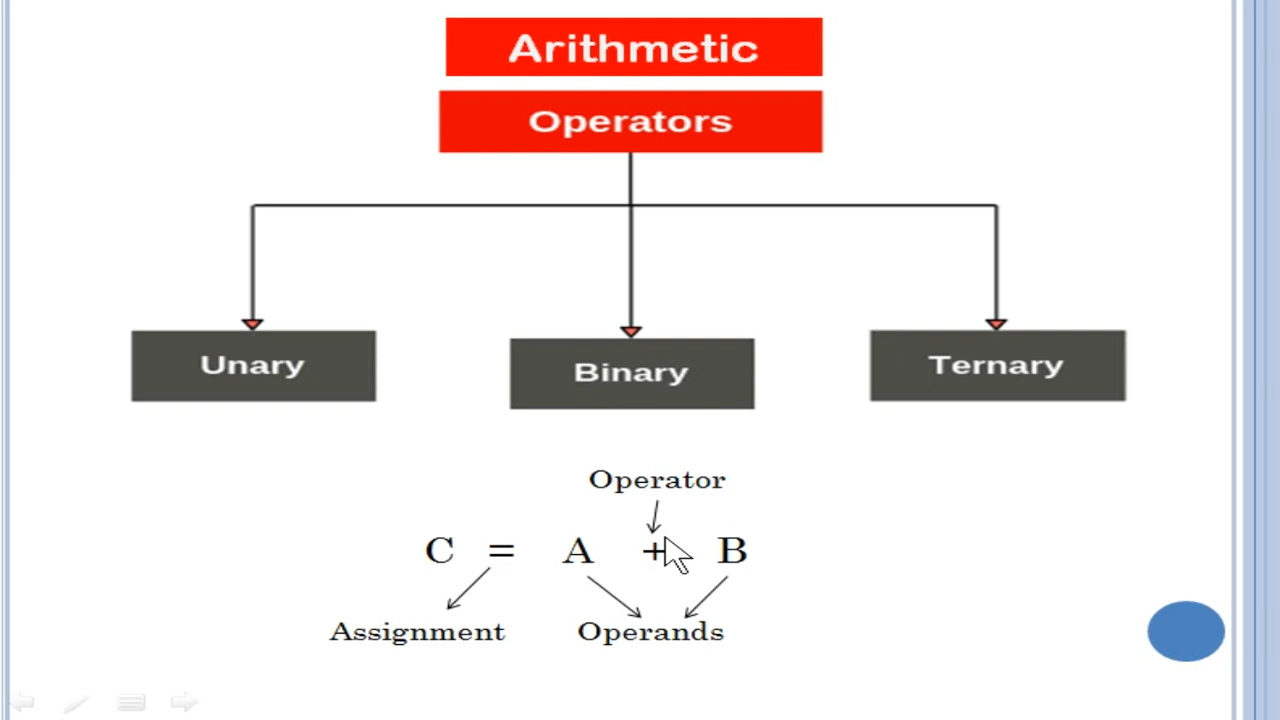 Arithmetic
Operators
Unary
Binary
Ternary
Operator
C = A + B
Assignment
Operands